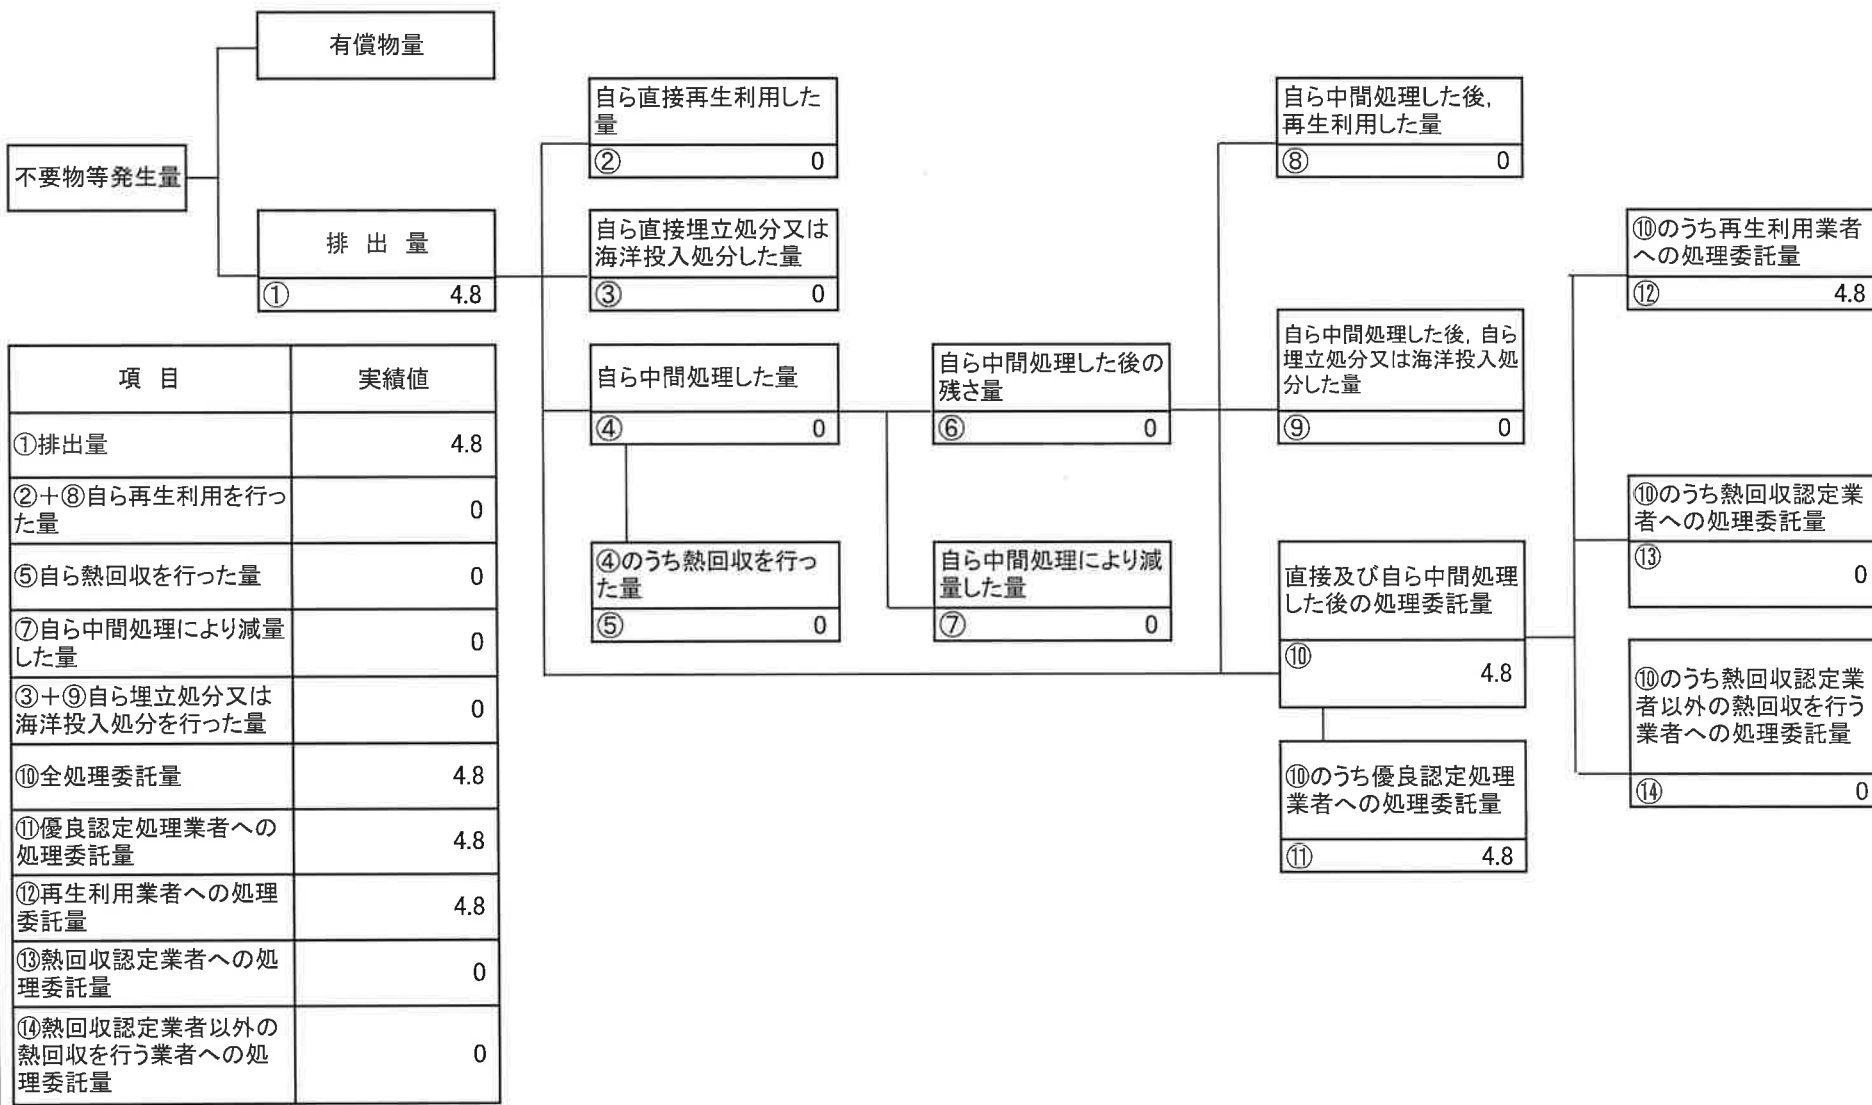 有償物量
不要物等発生量
排 出 量
① 4.8
自ら直接再生利用した
量
② 0
自ら直接埋立処分又は
海洋投入処分した量
③ 0
自ら中間処理した量
④ 0
④のうち熱回収を行っ
た量
⑤ 0
自ら中間処理した後の
残さ量
⑥ 0
自ら中間処理により減
量した量
⑦ 0
自ら中間処理した後,
再生利用した量
⑧ 0
自ら中間処理した後, 自ら
埋立処分又は海洋投入処
分した量
⑨ 0
直接及び自ら中間処理
した後の処理委託量
⑩ 4.8
⑩のうち優良認定処理
業者への処理委託量
⑪ 4.8
⑩のうち再生利用業者
への処理委託量
⑫ 4.8
⑩のうち熱回収認定業
者への処理委託量
⑬ 0
⑩のうち熱回収認定業
者以外の熱回収を行う
業者への処理委託量
⑭ 0
項 目 実績値
①排出量 4.8
②+⑧自ら再生利用を行っ
た量 0
⑤自ら熱回収を行った量 0
⑦自ら中間処理により減量
した量 0
③+⑨自ら埋立処分又は
海洋投入処分を行った量 0
⑩全処理委託量 4.8
⑪優良認定処理業者への
処理委託量 4.8
⑫再生利用業者への処理
委託量 4.8
⑬熱回収認定業者への処
理委託量 0
⑭熱回収認定業者以外の
熱回収を行う業者への処
理委託量 0